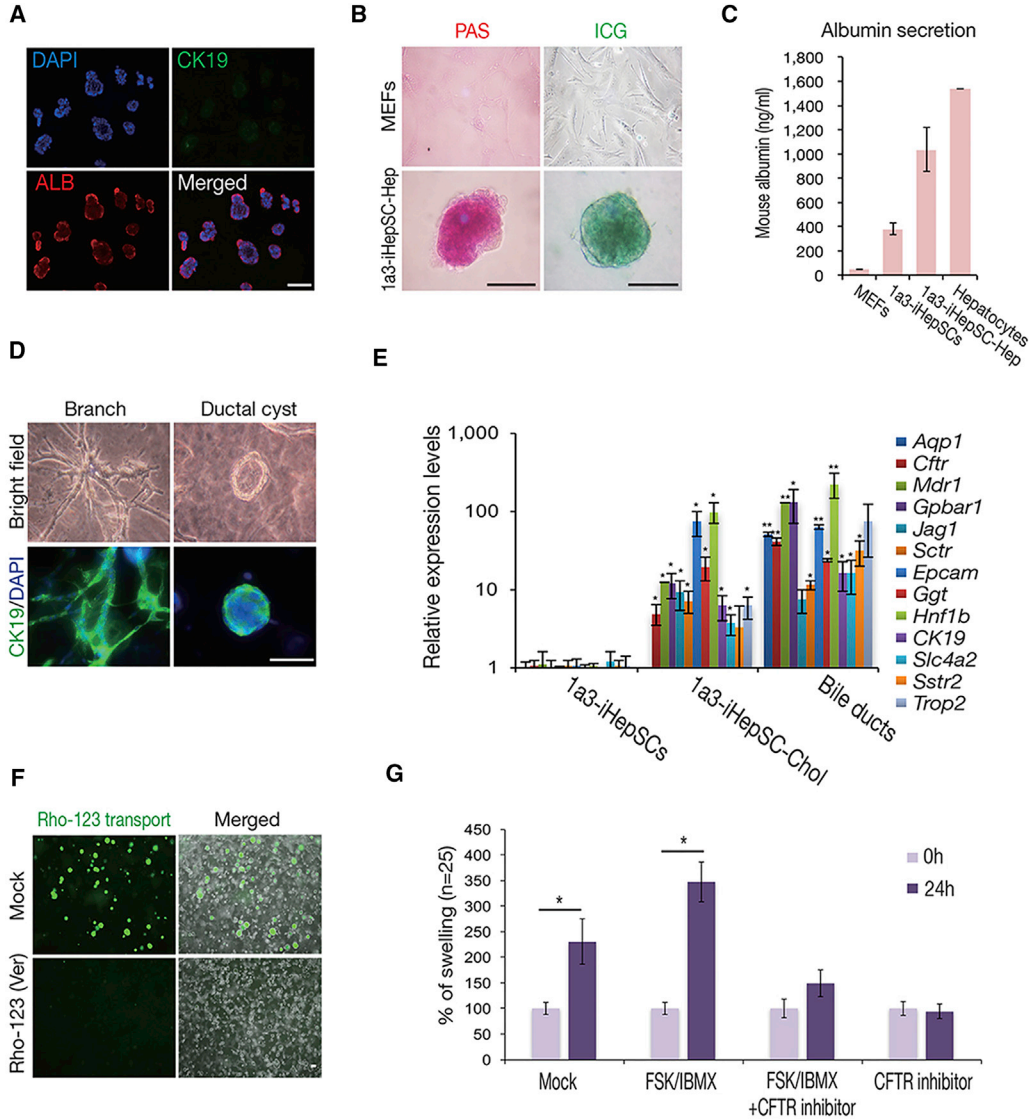 A
DAPI
CK19
ALB
Merged
B
PAS
ICG
MEFs
1a3-iHepSC-Hep
C
Albumin secretion
Mouse albumin (ng/ml)
1,800
1,600
1,400
1,200
1,000
800
600
400
200
0
MEFs
1a3-iHepSCs
1a3-iHepSC-Hep
Hepatocytes
D
Branch
Ductal cyst
Bright field
CK19/DAPI
E
Relative expression levels
1,000
100
10
1
1a3-iHepSCs
1a3-iHepSC-Chol
Bile ducts
Aqp1
Cftr
Mdr1
Gpbar1
Jag1
Sctr
Epcam
Ggt
Hnf1b
CK19
Slc4a2
Sstr2
Trop2
F
Rho-123 transport
Merged
Mock
Rho-123 (Ver)
G
% of swelling (n=25)
450
400
350
300
250
200
150
100
50
0
*
*
0h
24h
Mock
FSK/IBMX
FSK/IBMX
+CFTR inhibitor
CFTR inhibitor